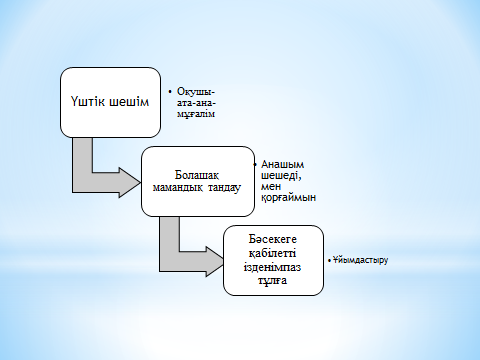 Үштік шешім
• Оқушы-
ата-ана-
мұғалім
Болашақ
мамандық таңдау
• Анашым
шешеді,
мен
қорғаймын
Бәсекеге
қабілетті
ізденімпаз
тұлға
• Ұйымдастыру